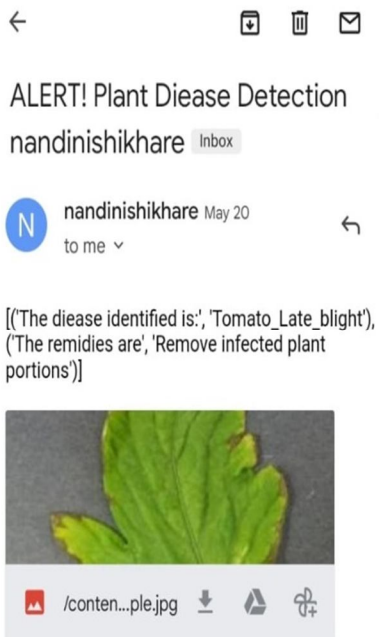 ALERT! Plant Diease Detection
nandinishikhare Inbox
N
nandinishikhare May 20
to me
[('The diease identified is:', 'Tomato_Late_blight'),
('The remidies are', 'Remove infected plant
portions')]
/conten...ple.jpg